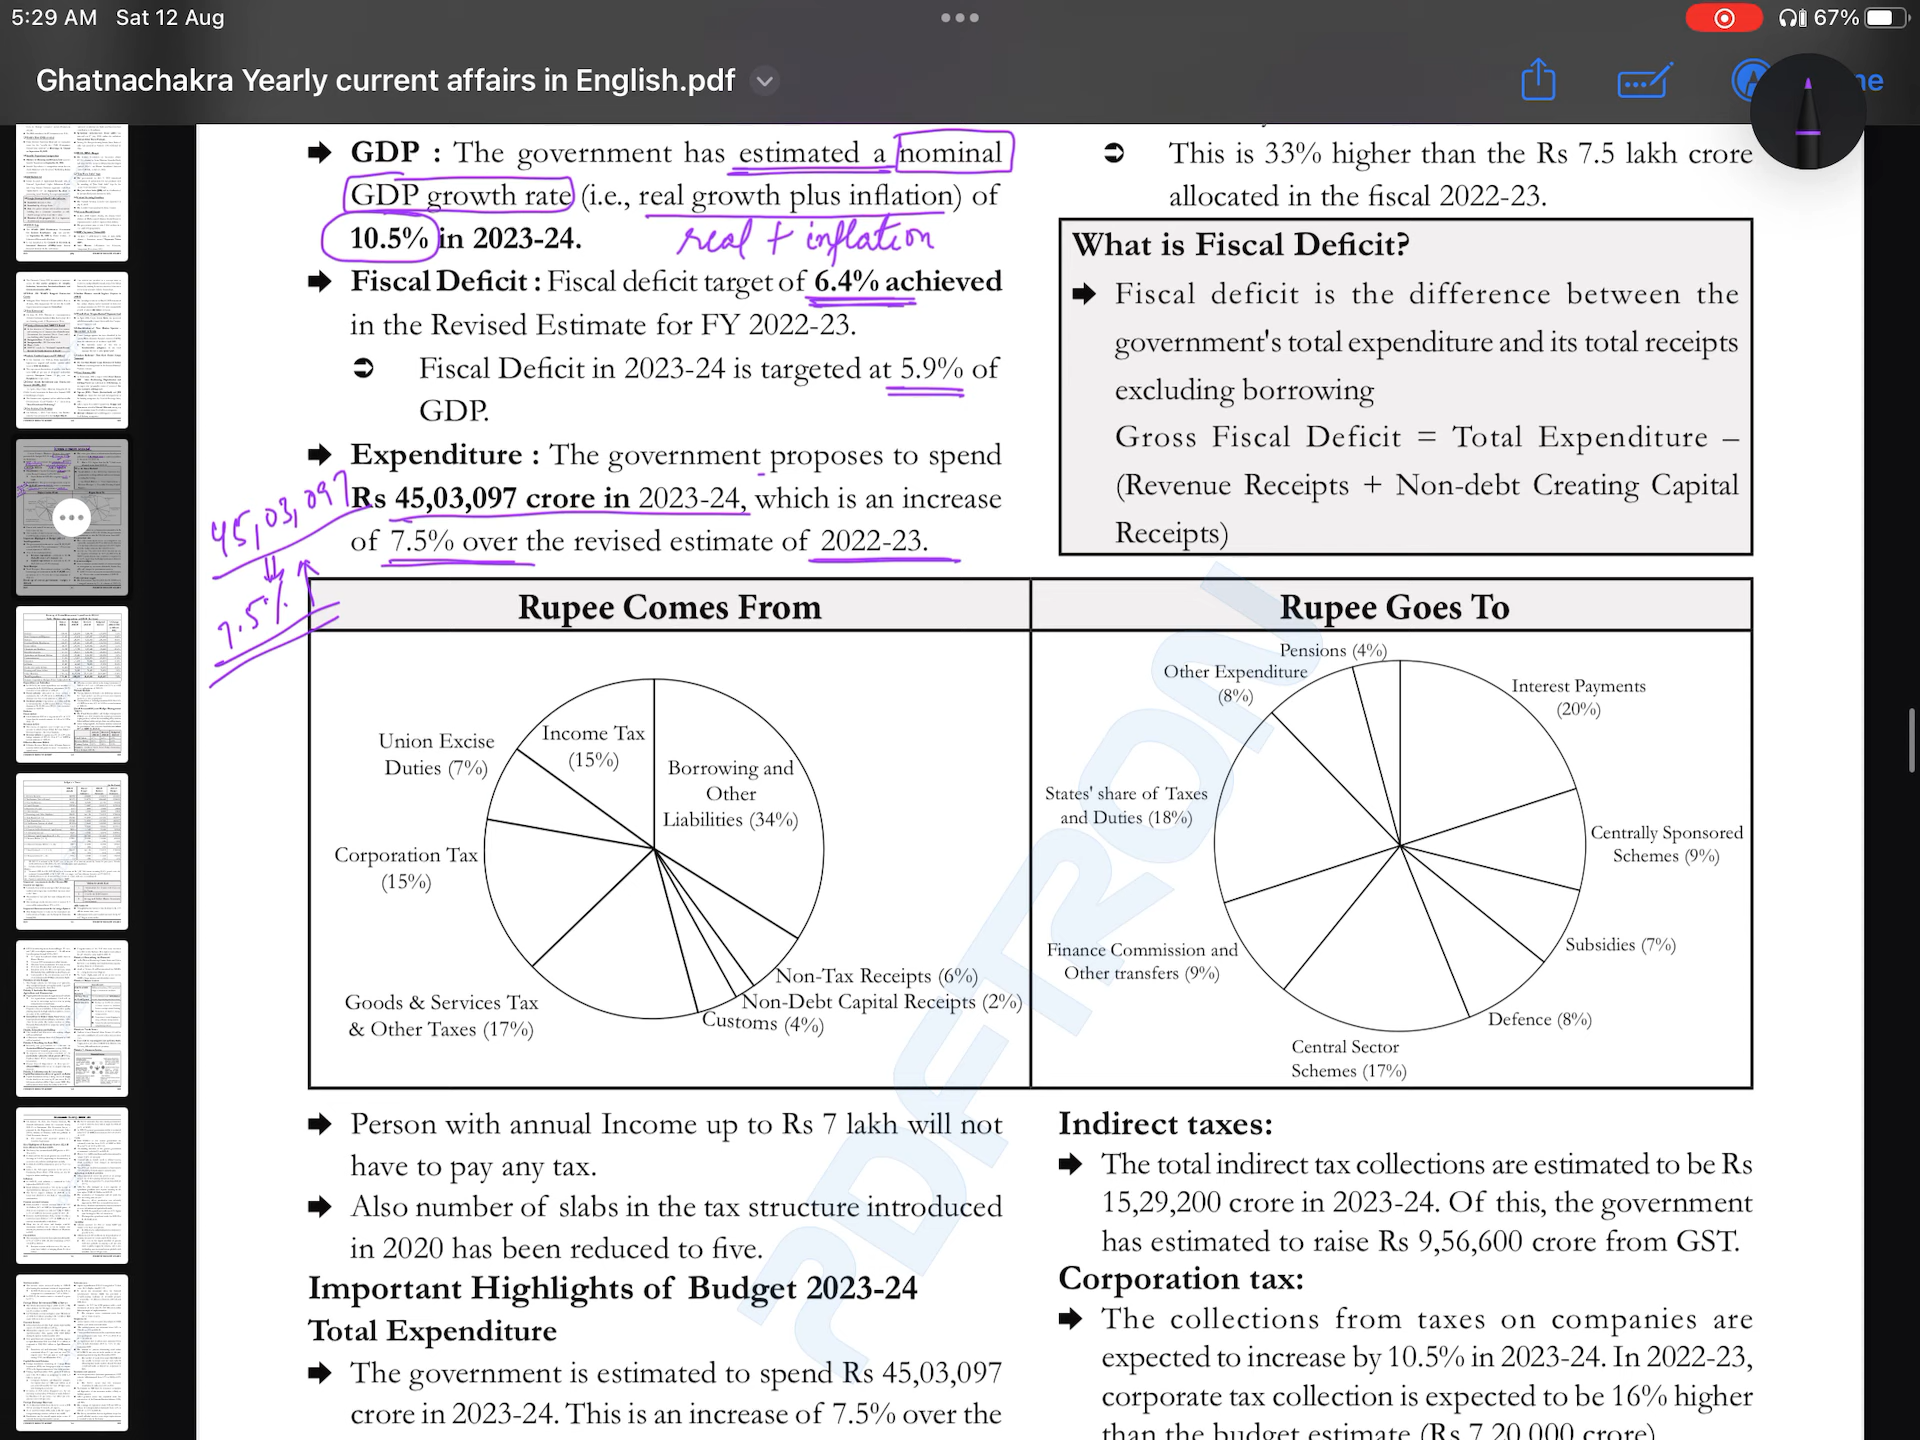 5:29 AM Sat 12 Aug
67%
Ghatnachakra Yearly current affairs in English.pdf
GDP : The government has estimated a nominal
GDP growth rate (i.e., real growth plus inflation) of
10.5% in 2023-24.
real + inflation
Fiscal Deficit : Fiscal deficit target of 6.4% achieved
in the Revised Estimate for FY 2022-23.
Fiscal Deficit in 2023-24 is targeted at 5.9% of
GDP.
Expenditure : The government proposes to spend
Rs 45,03,097 crore in 2023-24, which is an increase
of 7.5% over the revised estimate of 2022-23.
45,03,097
7.5%
This is 33% higher than the Rs 7.5 lakh crore
allocated in the fiscal 2022-23.
What is Fiscal Deficit?
Fiscal deficit is the difference between the
government's total expenditure and its total receipts
excluding borrowing
Gross Fiscal Deficit = Total Expenditure –
(Revenue Receipts + Non-debt Creating Capital
Receipts)
Rupee Comes From
Union Excise
Duties (7%)
Income Tax
(15%)
Borrowing and
Other
Liabilities (34%)
Corporation Tax
(15%)
Goods & Services Tax
& Other Taxes (17%)
Non-Tax Receipts (6%)
Non-Debt Capital Receipts (2%)
Customs (4%)
Rupee Goes To
Pensions (4%)
Other Expenditure
(8%)
Interest Payments
(20%)
States' share of Taxes
and Duties (18%)
Centrally Sponsored
Schemes (9%)
Finance Commission and
Other transfers (9%)
Subsidies (7%)
Defence (8%)
Central Sector
Schemes (17%)
PDFTRON
Person with annual Income up to Rs 7 lakh will not
have to pay any tax.
Also number of slabs in the tax structure introduced
in 2020 has been reduced to five.
Important Highlights of Budget 2023-24
Total Expenditure
The government is estimated to spend Rs 45,03,097
crore in 2023-24. This is an increase of 7.5% over the
Indirect taxes:
The total indirect tax collections are estimated to be Rs
15,29,200 crore in 2023-24. Of this, the government
has estimated to raise Rs 9,56,600 crore from GST.
Corporation tax:
The collections from taxes on companies are
expected to increase by 10.5% in 2023-24. In 2022-23,
corporate tax collection is expected to be 16% higher
than the budget estimate (Rs 7,20,000 crore)